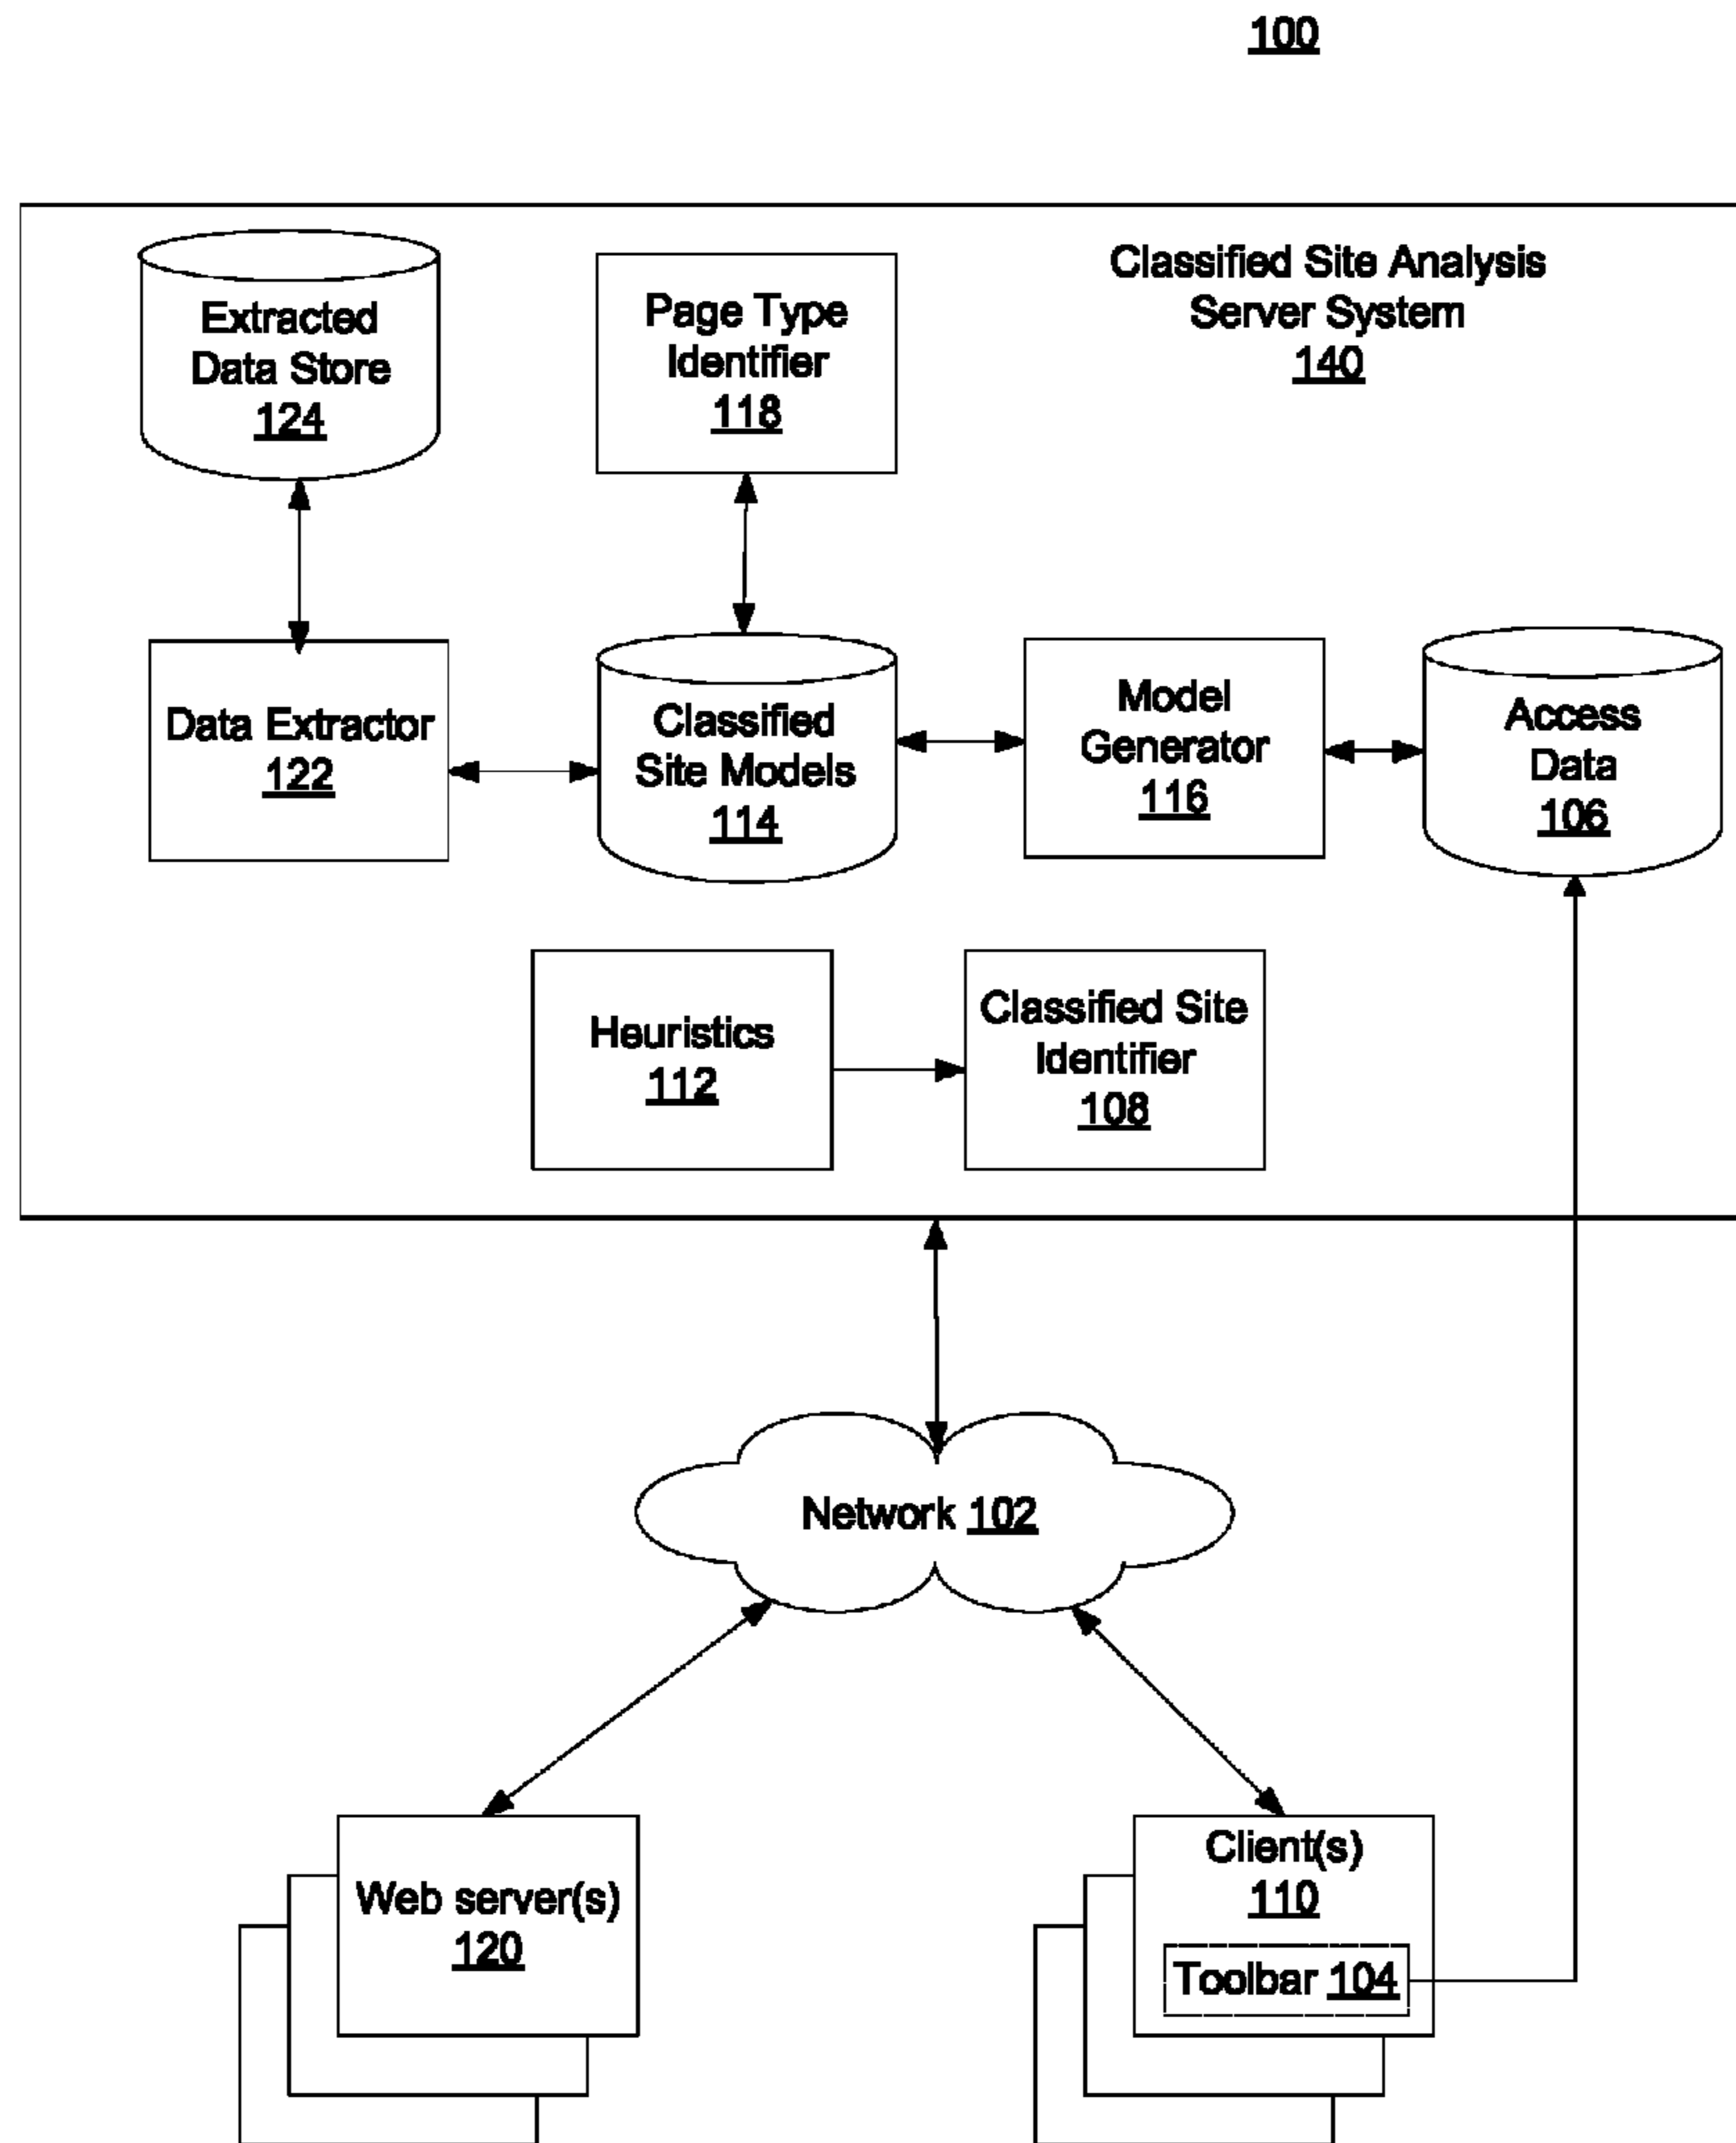 100
Extracted
Data Store
124
Page Type
Identifier
118
Classified Site Analysis
Server System
140
Data Extractor
122
Classified
Site Models
114
Model
Generator
116
Access
Data
106
Heuristics
112
Classified Site
Identifier
108
Network 102
Web server(s)
120
Client(s)
110
Toolbar 104